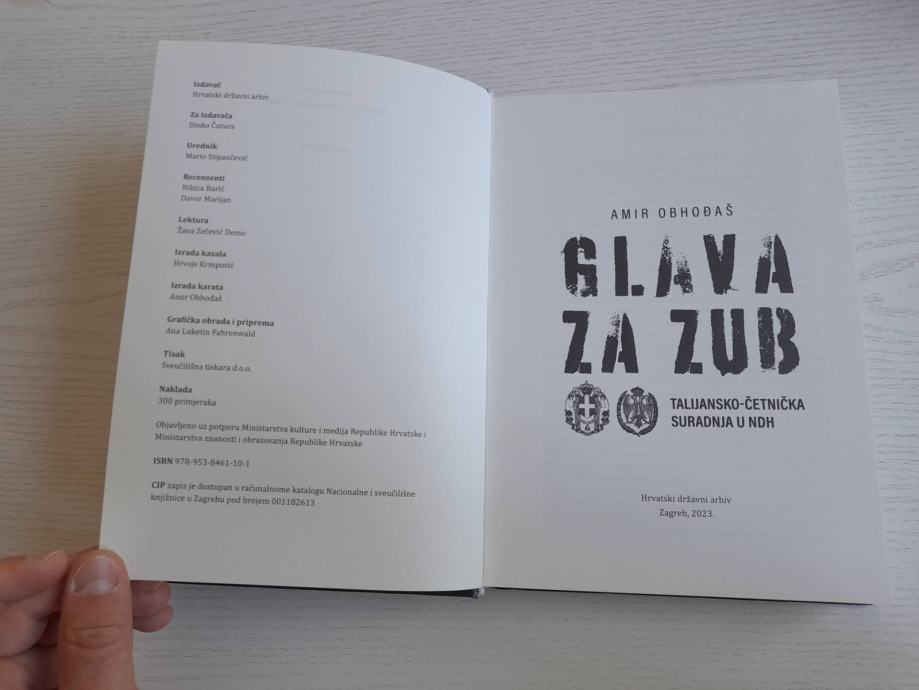 Izdavač
Hrvatski državni arhiv
Za izdavača
Dinko Čutura
Urednik
Mario Stipančević
Recenzenti
Nikica Barić
Davor Marijan
Lektura
Žana Zečević Demo
Izrada kazala
Hrvoje Krmpotić
Izrada karata
Amir Obhođaš
Grafička obrada i priprema
Ana Luketin Fahrenwald
Tisak
Sveučilišna tiskara d.o.o.
Naklada
300 primjeraka
Objavljeno uz potporu Ministarstva kulture i medija Republike Hrvatske i
Ministarstva znanosti i obrazovanja Republike Hrvatske
ISBN 978-953-8461-10-1
CIP zapis je dostupan u računalnome katalogu Nacionalne i sveučilišne
knjižnice u Zagrebu pod brojem 001182613
AMIR OBHOĐAŠ
GLAVA
ZA ZUB
TALIJANSKO-ČETNIČKA
SURADNJA U NDH
Hrvatski državni arhiv
Zagreb, 2023.